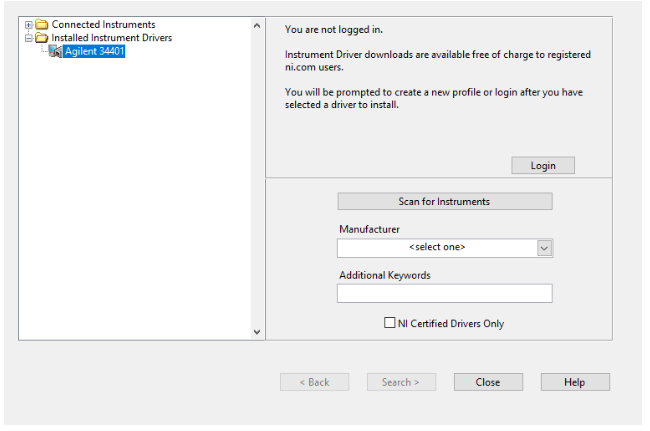 Connected Instruments
Installed Instrument Drivers
Agilent 34401
You are not logged in.
Instrument Driver downloads are available free of charge to registered
ni.com users.
You will be prompted to create a new profile or login after you have
selected a driver to install.
Login
Scan for Instruments
Manufacturer
<select one>
Additional Keywords
NI Certified Drivers Only
< Back
Search >
Close
Help